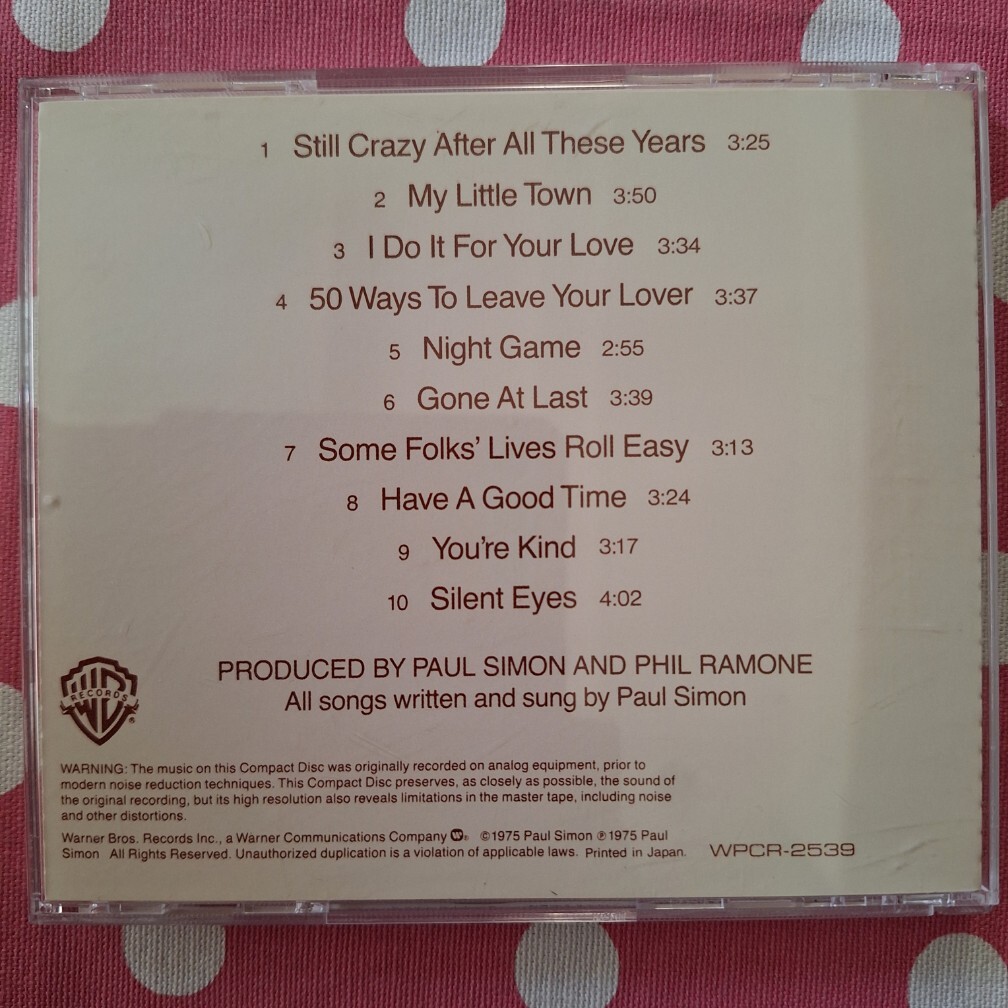 1 Still Crazy After All These Years 3:25
2 My Little Town 3:50
3 I Do It For Your Love 3:34
4 50 Ways To Leave Your Lover 3:37
5 Night Game 2:55
6 Gone At Last 3:39
7 Some Folks' Lives Roll Easy 3:13
8 Have A Good Time 3:24
9 You're Kind 3:17
10 Silent Eyes 4:02
PRODUCED BY PAUL SIMON AND PHIL RAMONE
All songs written and sung by Paul Simon
RECORDS
WB ®
WARNING: The music on this Compact Disc was originally recorded on analog equipment, prior to
modern noise reduction techniques. This Compact Disc preserves, as closely as possible, the sound of
the original recording, but its high resolution also reveals limitations in the master tape, including noise
and other distortions.
Warner Bros. Records Inc., a Warner Communications Company ©1975 Paul Simon ℗1975 Paul
Simon All Rights Reserved. Unauthorized duplication is a violation of applicable laws. Printed in Japan.
WPCR-2539